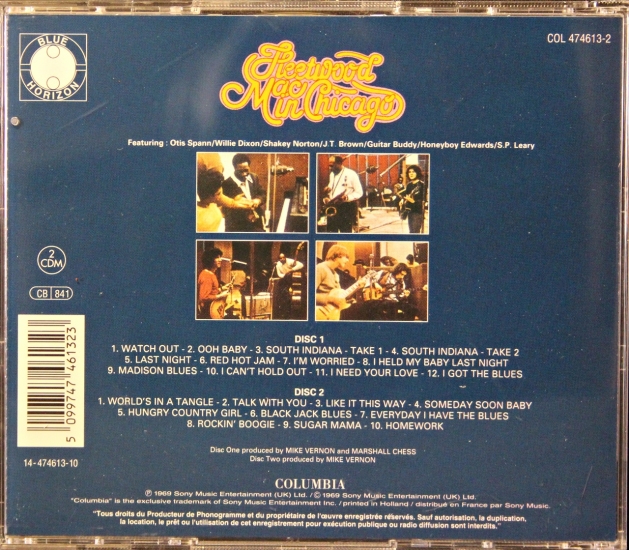 BLUE
HORIZON
COL 474613-2
Fleetwood
Mac
in Chicago
Featuring : Otis Spann/Willie Dixon/Shakey Norton/J.T. Brown/Guitar Buddy/Honeyboy Edwards/S.P. Leary
2
CDM
CB 841
5 099747 461323
14-474613-10
DISC 1
1. WATCH OUT - 2. OOH BABY - 3. SOUTH INDIANA - TAKE 1 - 4. SOUTH INDIANA - TAKE 2
5. LAST NIGHT - 6. RED HOT JAM - 7. I'M WORRIED - 8. I HELD MY BABY LAST NIGHT
9. MADISON BLUES - 10. I CAN'T HOLD OUT - 11. I NEED YOUR LOVE - 12. I GOT THE BLUES
DISC 2
1. WORLD'S IN A TANGLE - 2. TALK WITH YOU - 3. LIKE IT THIS WAY - 4. SOMEDAY SOON BABY
5. HUNGRY COUNTRY GIRL - 6. BLACK JACK BLUES - 7. EVERYDAY I HAVE THE BLUES
8. ROCKIN' BOOGIE - 9. SUGAR MAMA - 10. HOMEWORK
Disc One produced by MIKE VERNON and MARSHALL CHESS
Disc Two produced by MIKE VERNON
COLUMBIA
℗ 1969 Sony Music Entertainment (UK) Ltd. / © 1969 Sony Music Entertainment (UK) Ltd.
"Columbia" is the exclusive trademark of Sony Music Entertainment Inc. / printed in Holland / distribué en France par Sony Music.
"Tous droits du Producteur de Phonogramme et du propriétaire de l'œuvre enregistrée réservés. Sauf autorisation, la duplication,
la location, le prêt ou l'utilisation de cet enregistrement pour exécution publique ou radio diffusion sont interdits."